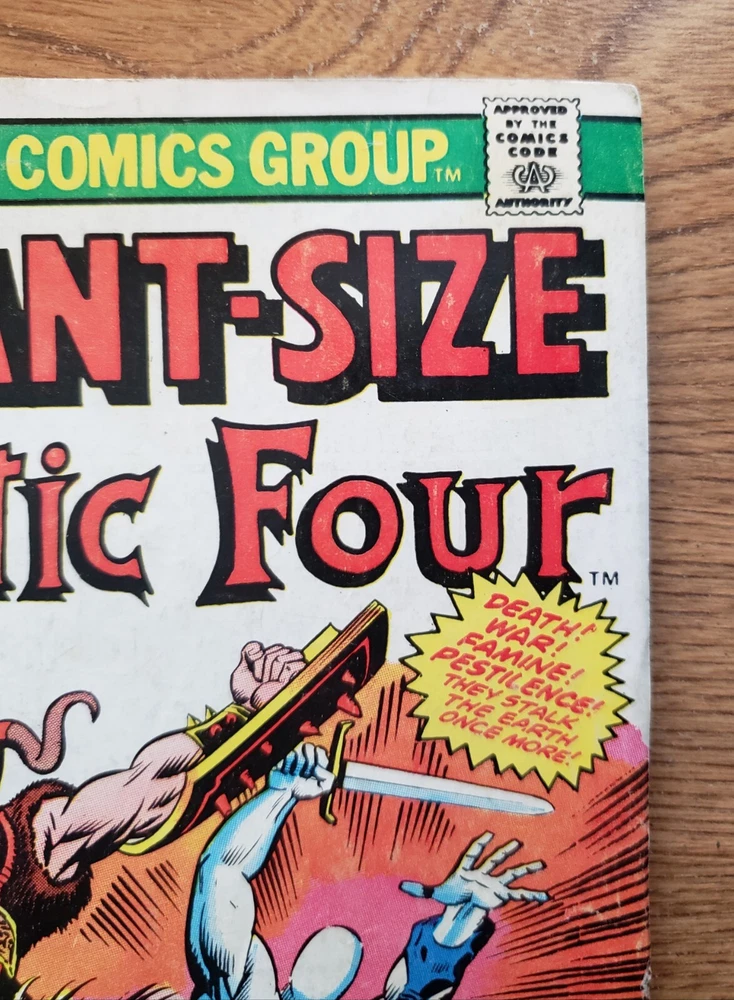 COMICS GROUP TM
APPROVED
BY THE
COMICS
CODE
A
AUTHORITY
ANT-SIZE
tic Four TM
DEATH!
WAR!
FAMINE!
PESTILENCE!
THEY STALK
THE EARTH
ONCE MORE!